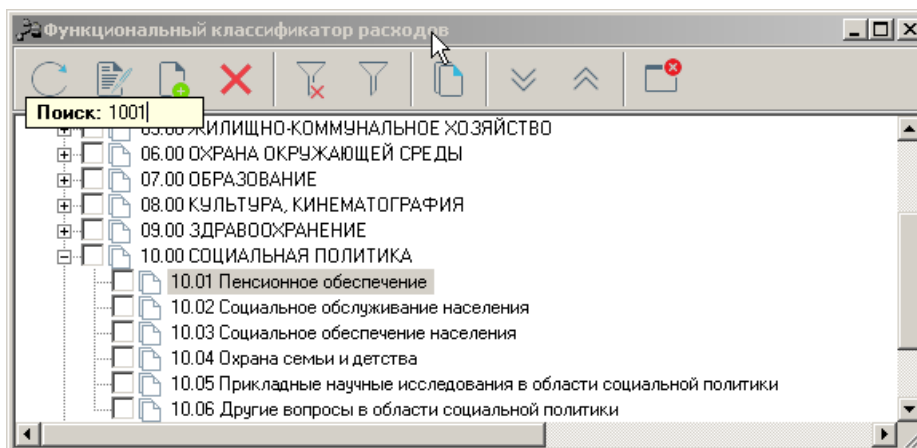 Функциональный классификатор расходов
Поиск: 1001
05.00 ЖИЛИЩНО-КОММУНАЛЬНОЕ ХОЗЯЙСТВО
06.00 ОХРАНА ОКРУЖАЮЩЕЙ СРЕДЫ
07.00 ОБРАЗОВАНИЕ
08.00 КУЛЬТУРА, КИНЕМАТОГРАФИЯ
09.00 ЗДРАВООХРАНЕНИЕ
10.00 СОЦИАЛЬНАЯ ПОЛИТИКА
10.01 Пенсионное обеспечение
10.02 Социальное обслуживание населения
10.03 Социальное обеспечение населения
10.04 Охрана семьи и детства
10.05 Прикладные научные исследования в области социальной политики
10.06 Другие вопросы в области социальной политики